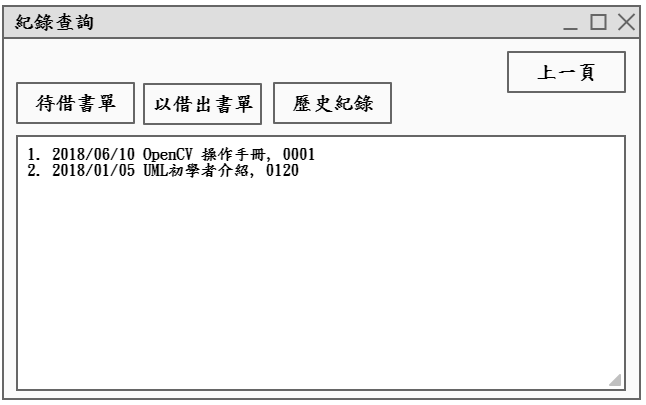 紀錄查詢
上一頁
待借書單
以借出書單
歷史紀錄
1. 2018/06/10 OpenCV 操作手冊, 0001
2. 2018/01/05 UML初學者介紹, 0120